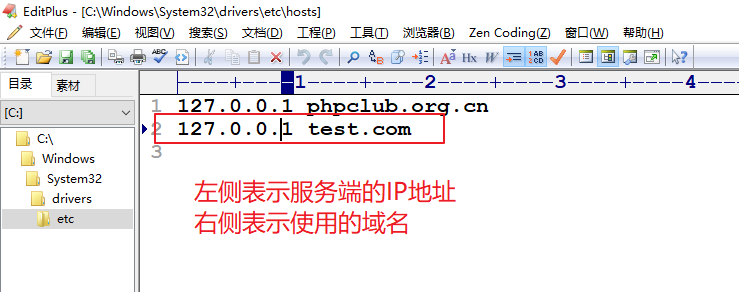 EditPlus - [C:\Windows\System32\drivers\etc\hosts]
文件(F) 编辑(E) 视图(V) 搜索(S) 文档(D) 工程(P) 工具(T) 浏览器(B) Zen Coding(Z) 窗口(W) 帮助(H)
目录 素材
[C:]
C:\
Windows
System32
drivers
etc
----+----1----+----2----+----3----+----4
1 127.0.0.1 phpclub.org.cn
2 127.0.0.1 test.com
3
左侧表示服务端的IP地址
右侧表示使用的域名